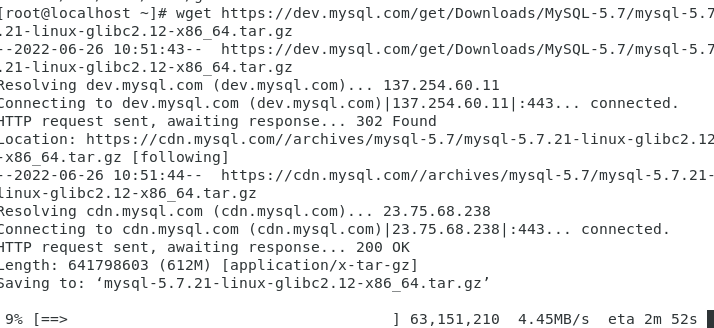 [root@localhost ~]# wget https://dev.mysql.com/get/Downloads/MySQL-5.7/mysql-5.7
.21-linux-glibc2.12-x86_64.tar.gz
--2022-06-26 10:51:43--  https://dev.mysql.com/get/Downloads/MySQL-5.7/mysql-5.7
.21-linux-glibc2.12-x86_64.tar.gz
Resolving dev.mysql.com (dev.mysql.com)... 137.254.60.11
Connecting to dev.mysql.com (dev.mysql.com)|137.254.60.11|:443... connected.
HTTP request sent, awaiting response... 302 Found
Location: https://cdn.mysql.com//archives/mysql-5.7/mysql-5.7.21-linux-glibc2.12
-x86_64.tar.gz [following]
--2022-06-26 10:51:44--  https://cdn.mysql.com//archives/mysql-5.7/mysql-5.7.21-
linux-glibc2.12-x86_64.tar.gz
Resolving cdn.mysql.com (cdn.mysql.com)... 23.75.68.238
Connecting to cdn.mysql.com (cdn.mysql.com)|23.75.68.238|:443... connected.
HTTP request sent, awaiting response... 200 OK
Length: 641798603 (612M) [application/x-tar-gz]
Saving to: ‘mysql-5.7.21-linux-glibc2.12-x86_64.tar.gz’
9% [==>                                    ] 63,151,210  4.45MB/s  eta 2m 52s